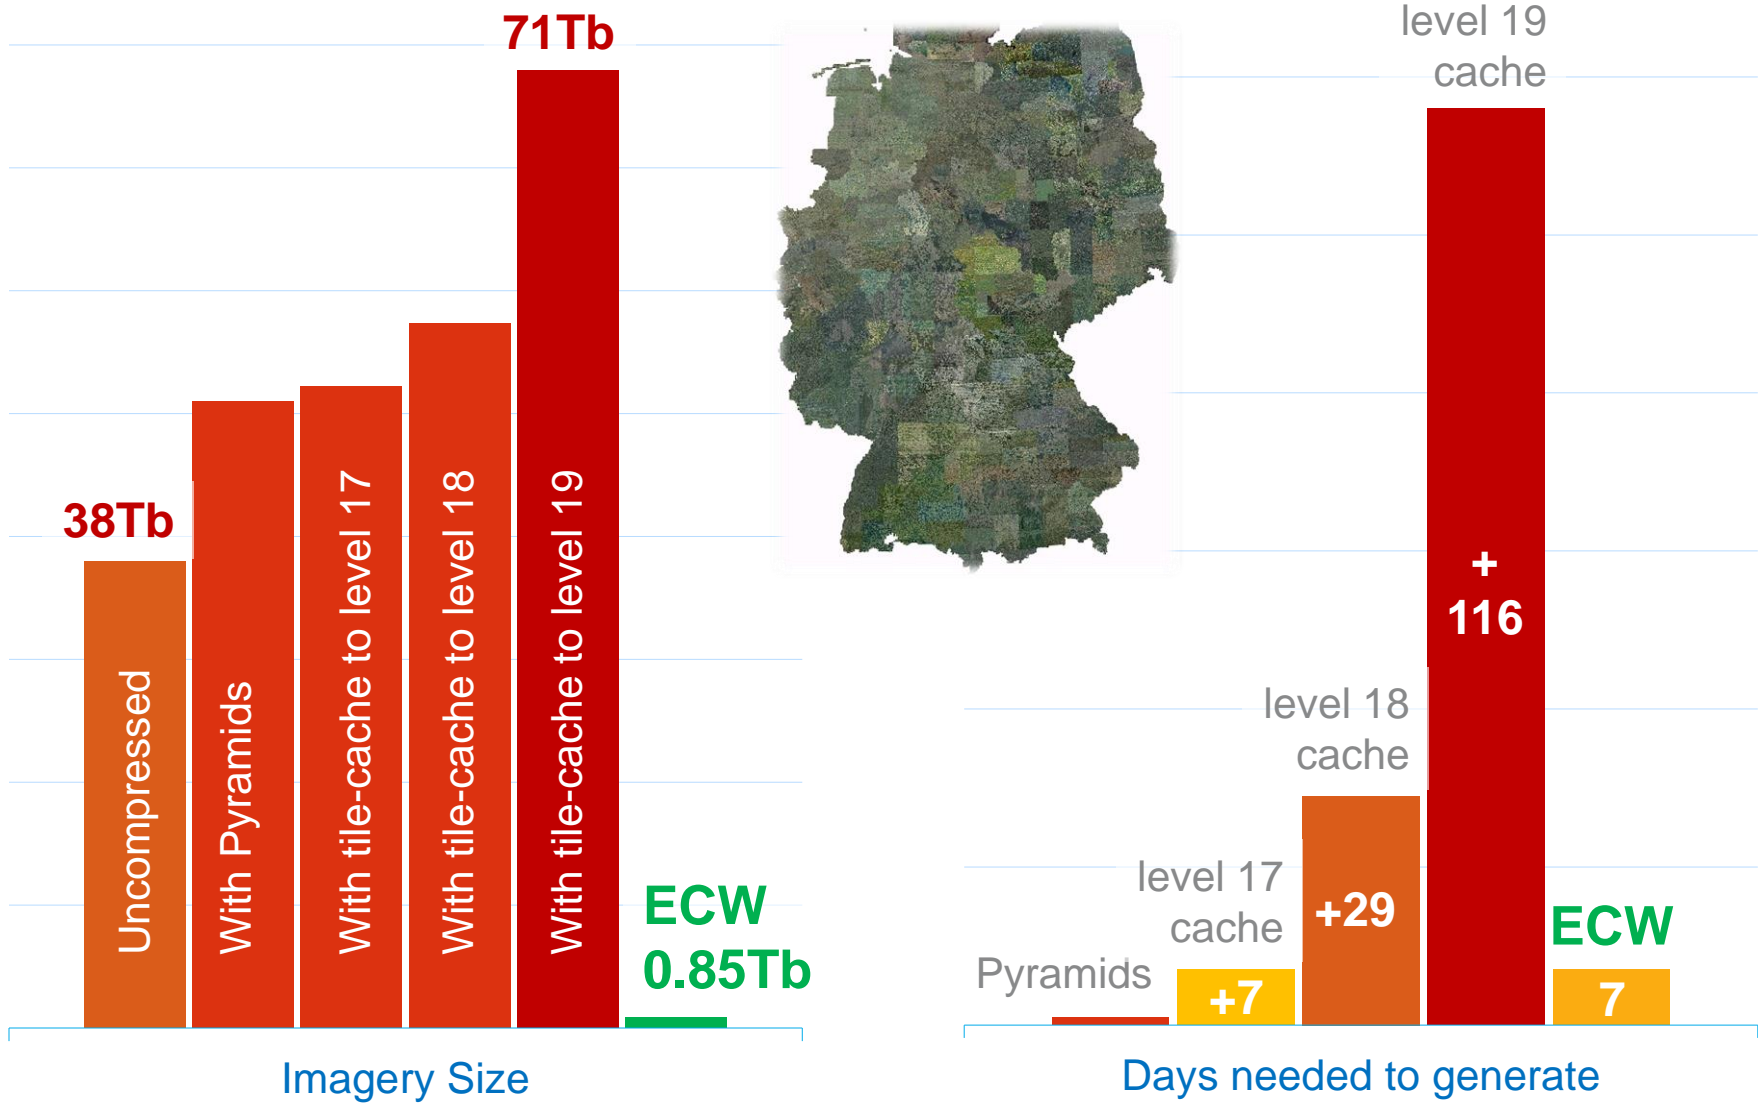 71Tb
38Tb
Uncompressed
With Pyramids
With tile-cache to level 17
With tile-cache to level 18
With tile-cache to level 19
ECW
0.85Tb
Imagery Size
level 19
cache
+
116
level 18
cache
+29
level 17
cache
+7
Pyramids
ECW
7
Days needed to generate